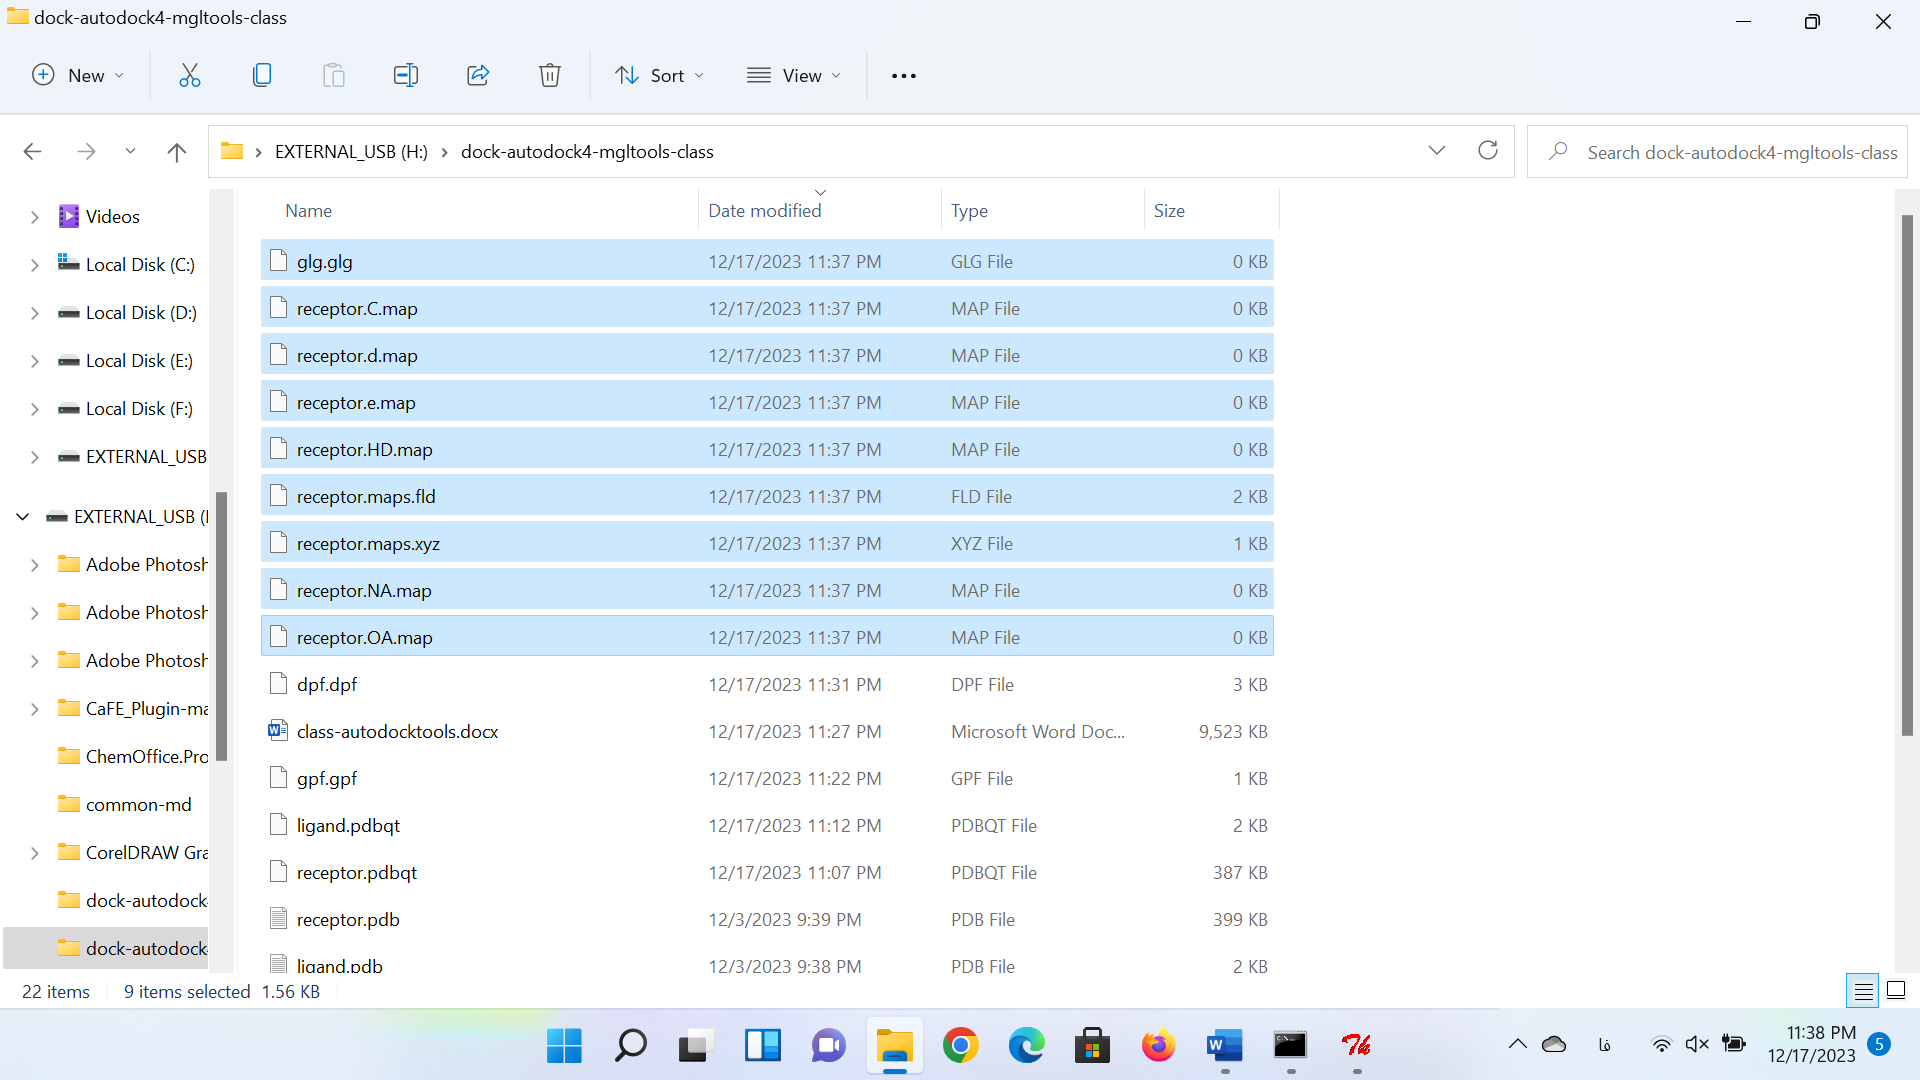 dock-autodock4-mgltools-class
New
Sort
View
EXTERNAL_USB (H:) dock-autodock4-mgltools-class
Search dock-autodock4-mgltools-class
Videos
Local Disk (C:)
Local Disk (D:)
Local Disk (E:)
Local Disk (F:)
EXTERNAL_USB
EXTERNAL_USB (
Adobe Photosh
Adobe Photosh
Adobe Photosh
CaFE_Plugin-ma
ChemOffice.Pro
common-md
CorelDRAW Gra
dock-autodock
dock-autodock
Name Date modified Type Size
glg.glg 12/17/2023 11:37 PM GLG File 0 KB
receptor.C.map 12/17/2023 11:37 PM MAP File 0 KB
receptor.d.map 12/17/2023 11:37 PM MAP File 0 KB
receptor.e.map 12/17/2023 11:37 PM MAP File 0 KB
receptor.HD.map 12/17/2023 11:37 PM MAP File 0 KB
receptor.maps.fld 12/17/2023 11:37 PM FLD File 2 KB
receptor.maps.xyz 12/17/2023 11:37 PM XYZ File 1 KB
receptor.NA.map 12/17/2023 11:37 PM MAP File 0 KB
receptor.OA.map 12/17/2023 11:37 PM MAP File 0 KB
dpf.dpf 12/17/2023 11:31 PM DPF File 3 KB
class-autodocktools.docx 12/17/2023 11:27 PM Microsoft Word Doc... 9,523 KB
gpf.gpf 12/17/2023 11:22 PM GPF File 1 KB
ligand.pdbqt 12/17/2023 11:12 PM PDBQT File 2 KB
receptor.pdbqt 12/17/2023 11:07 PM PDBQT File 387 KB
receptor.pdb 12/3/2023 9:39 PM PDB File 399 KB
ligand.pdb 12/3/2023 9:38 PM PDB File 2 KB
22 items 9 items selected 1.56 KB
فا
11:38 PM
12/17/2023
5